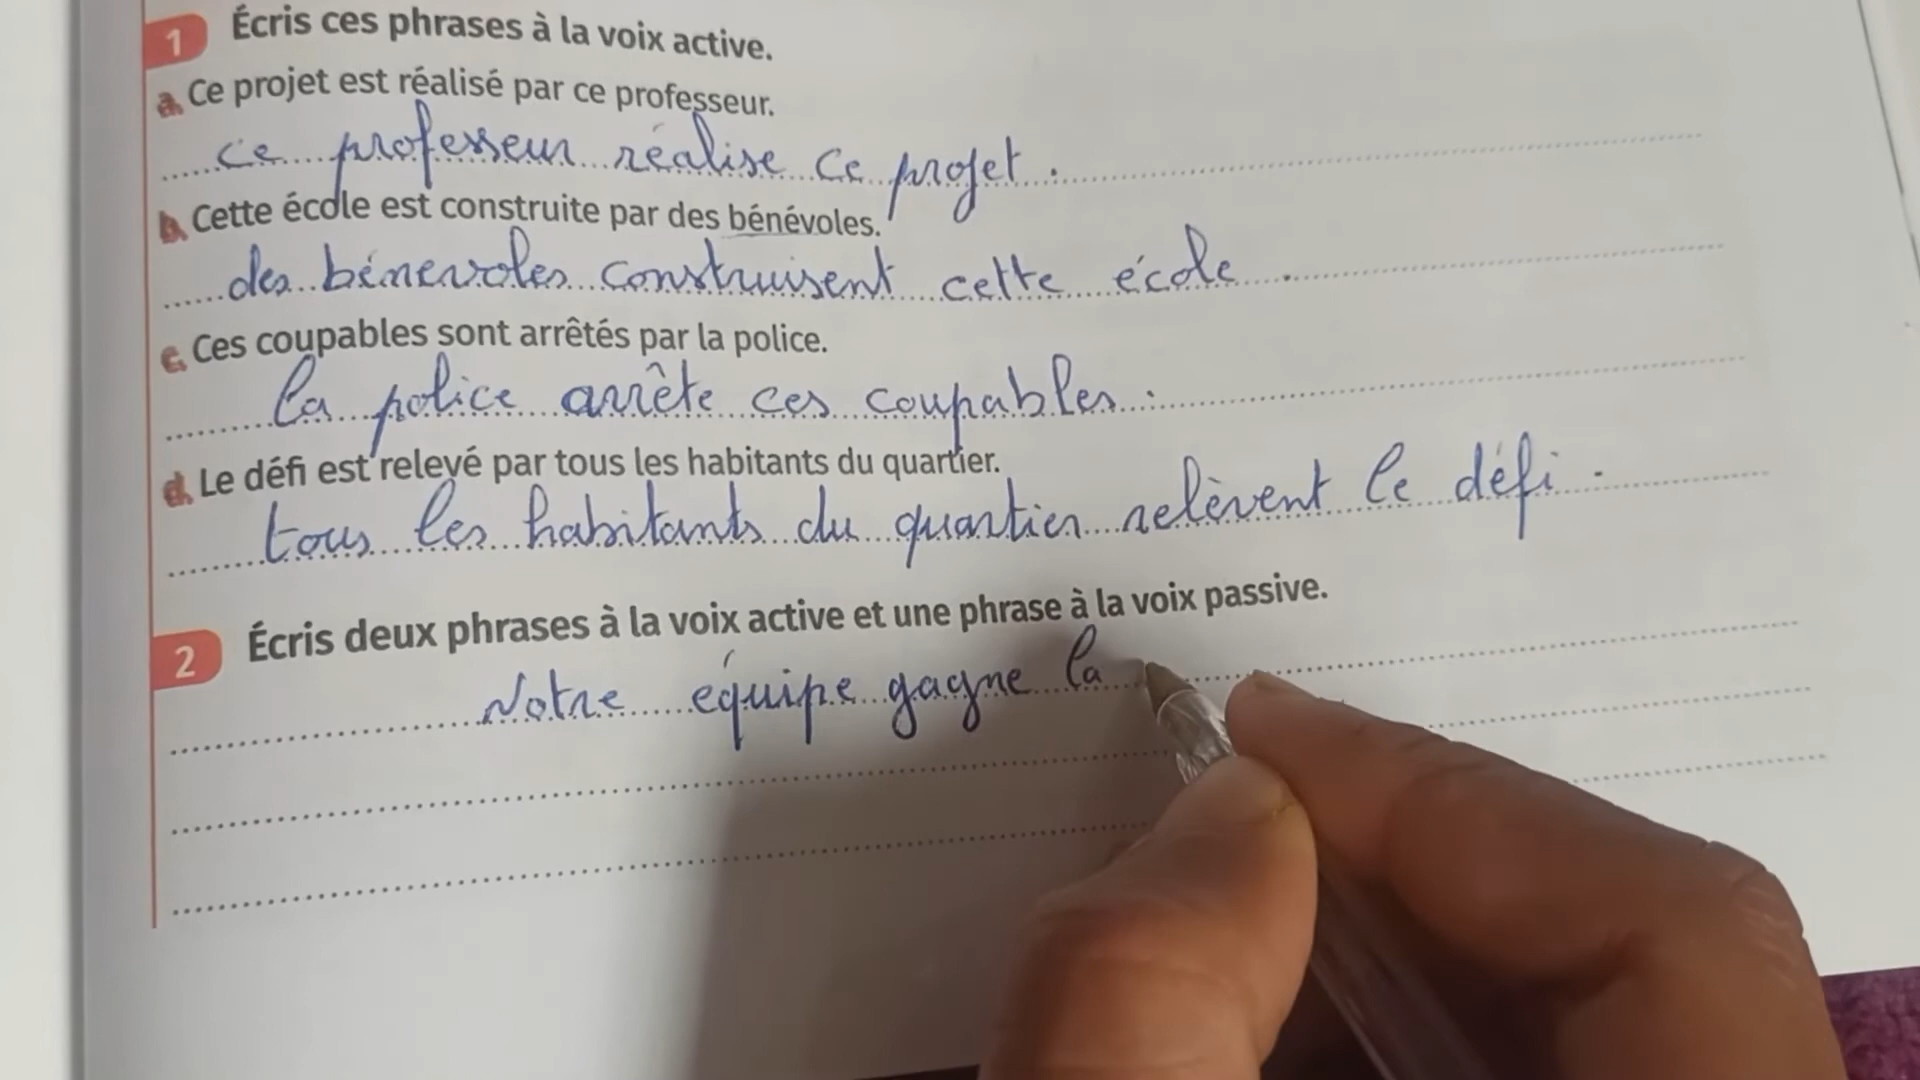 1 Écris ces phrases à la voix active.
a. Ce projet est réalisé par ce professeur.
ce professeur réalise ce projet.
b. Cette école est construite par des bénévoles.
des bénevoles construisent cette école.
c. Ces coupables sont arrêtés par la police.
la police arrête ces coupables.
d. Le défi est relevé par tous les habitants du quartier.
tous les habitants du quartier relèvent le défi.
2 Écris deux phrases à la voix active et une phrase à la voix passive.
Notre équipe gagne la